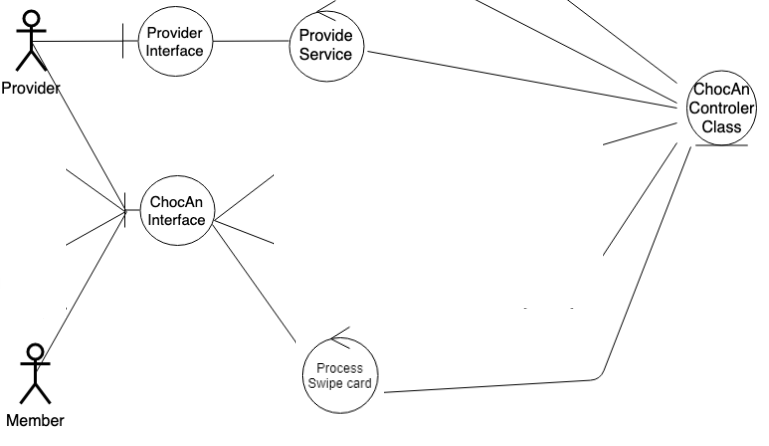 Provider
Provider
Interface
Provide
Service
ChocAn
Controler
Class
ChocAn
Interface
Process
Swipe card
Member